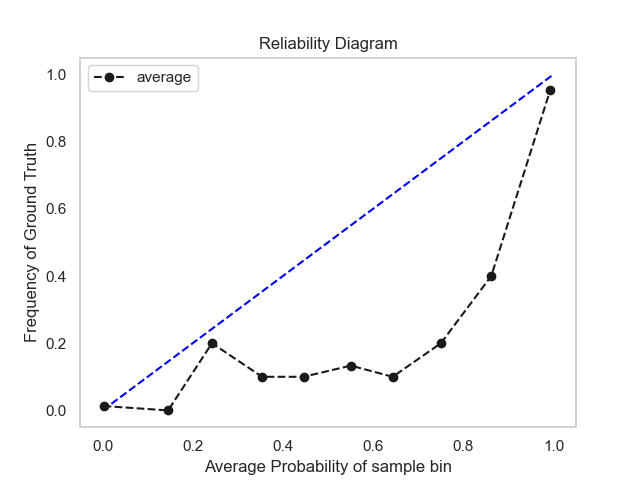 Reliability Diagram
average
Frequency of Ground Truth
1.0
0.8
0.6
0.4
0.2
0.0
0.0 0.2 0.4 0.6 0.8 1.0
Average Probability of sample bin